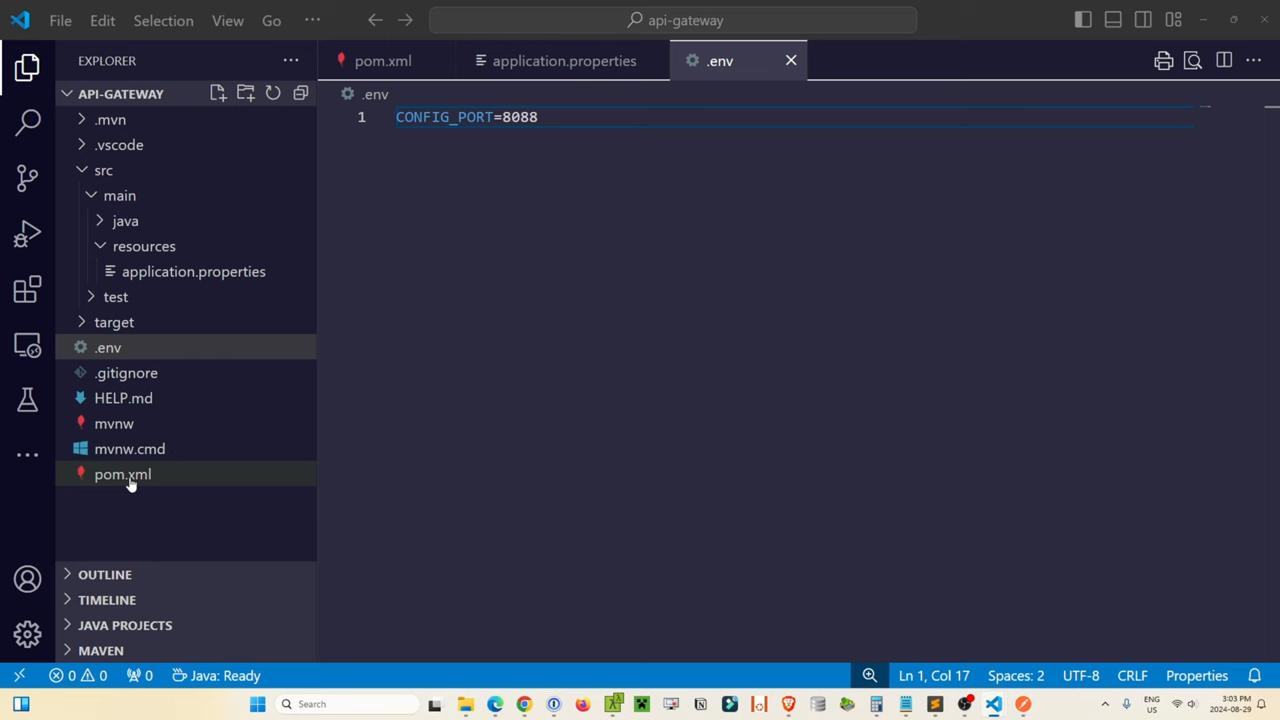 File Edit Selection View Go ··· api-gateway
EXPLORER
pom.xml application.properties .env
API-GATEWAY
.env
.mvn
1 CONFIG_PORT=8088
.vscode
src
main
java
resources
application.properties
test
target
.env
.gitignore
HELP.md
mvnw
mvnw.cmd
pom.xml
OUTLINE
TIMELINE
JAVA PROJECTS
MAVEN
0 0 0 Java: Ready Ln 1, Col 17 Spaces: 2 UTF-8 CRLF Properties
Search ENG US 3:03 PM 2024-08-29